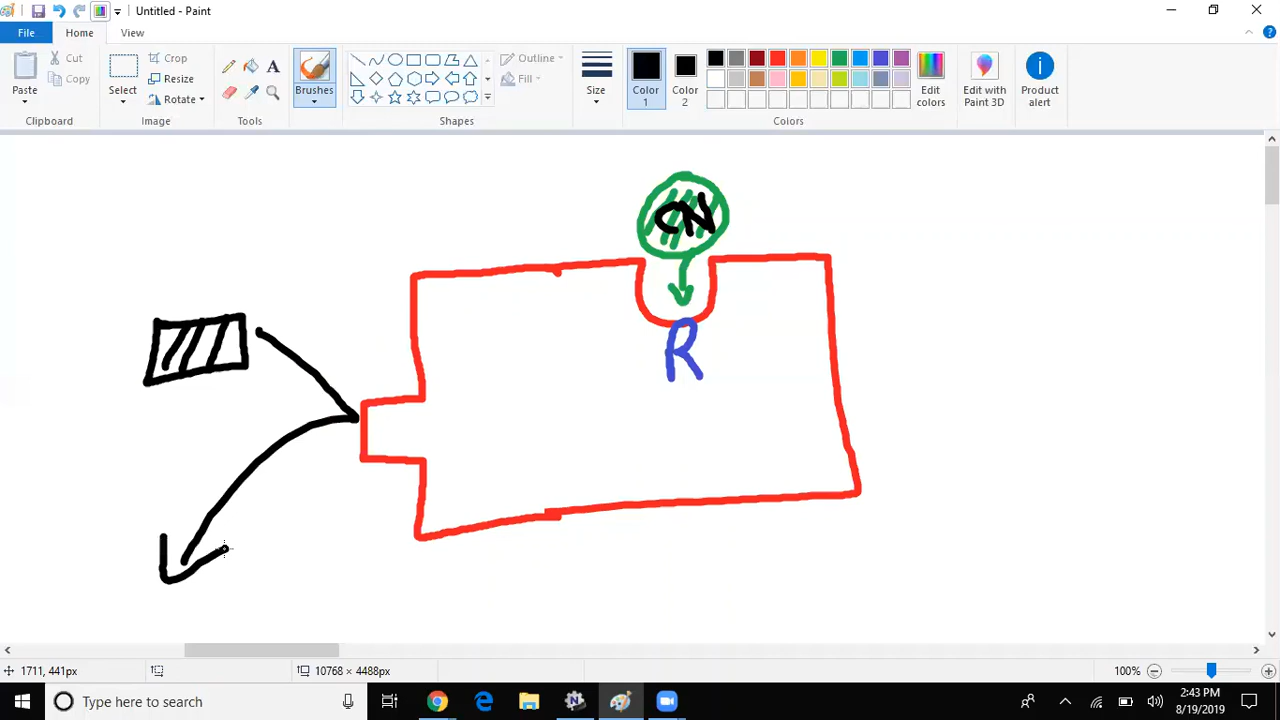 Untitled - Paint
File Home View
Paste
Cut
Copy
Clipboard
Select
Crop
Resize
Rotate
Image
A
Tools
Brushes
Outline
Fill
Shapes
Size
Color 1
Color 2
Edit colors
Colors
Edit with Paint 3D
Product alert
CN
R
1711, 441px
10768 × 4488px
100%
Type here to search
2:43 PM
8/19/2019